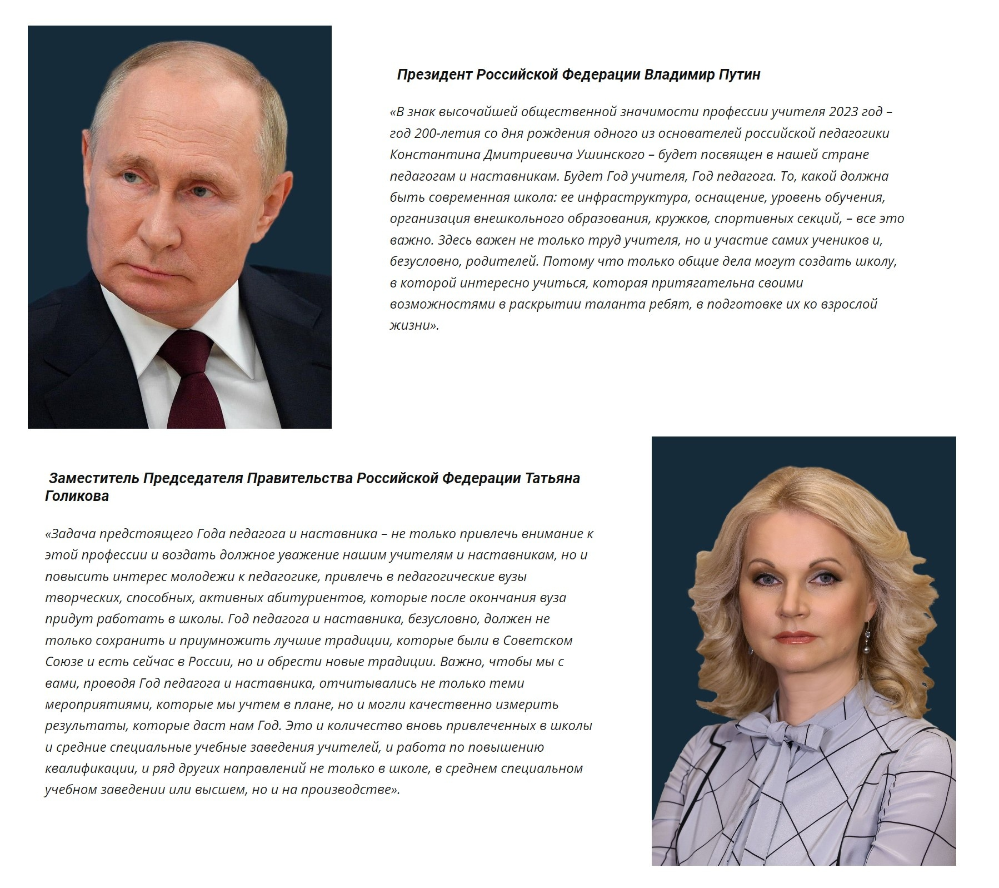 Президент Российской Федерации Владимир Путин
«В знак высочайшей общественной значимости профессии учителя 2023 год –
год 200-летия со дня рождения одного из основателей российской педагогики
Константина Дмитриевича Ушинского – будет посвящен в нашей стране
педагогам и наставникам. Будет Год учителя, Год педагога. То, какой должна
быть современная школа: ее инфраструктура, оснащение, уровень обучения,
организация внешкольного образования, кружков, спортивных секций, – все это
важно. Здесь важен не только труд учителя, но и участие самих учеников и,
безусловно, родителей. Потому что только общие дела могут создать школу,
в которой интересно учиться, которая притягательна своими
возможностями в раскрытии таланта ребят, в подготовке их ко взрослой
жизни».
Заместитель Председателя Правительства Российской Федерации Татьяна
Голикова
«Задача предстоящего Года педагога и наставника – не только привлечь внимание к
этой профессии и воздать должное уважение нашим учителям и наставникам, но и
повысить интерес молодежи к педагогике, привлечь в педагогические вузы
творческих, способных, активных абитуриентов, которые после окончания вуза
придут работать в школы. Год педагога и наставника, безусловно, должен не
только сохранить и приумножить лучшие традиции, которые были в Советском
Союзе и есть сейчас в России, но и обрести новые традиции. Важно, чтобы мы с
вами, проводя Год педагога и наставника, отчитывались не только теми
мероприятиями, которые мы учтем в плане, но и могли качественно измерить
результаты, которые даст нам Год. Это и количество вновь привлеченных в школы
и средние специальные учебные заведения учителей, и работа по повышению
квалификации, и ряд других направлений не только в школе, в среднем специальном
учебном заведении или высшем, но и на производстве».